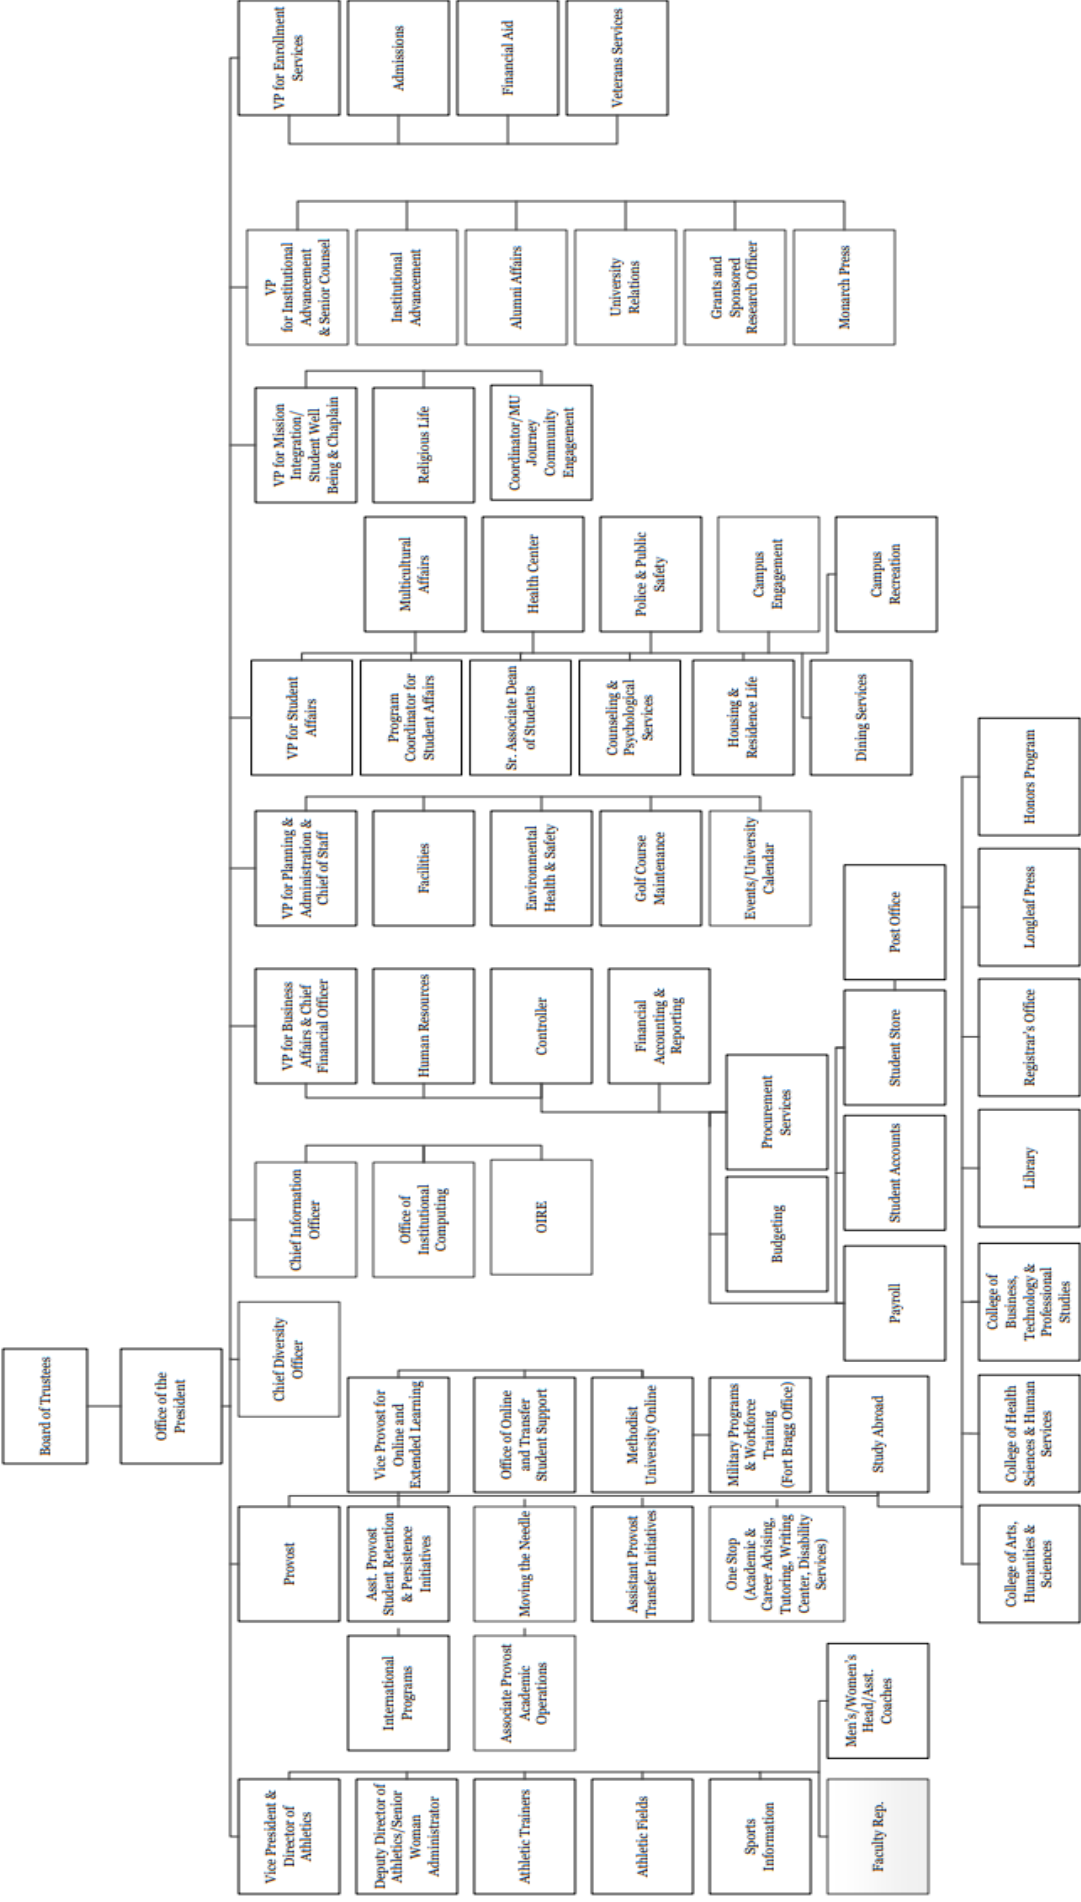 Board of Trustees
Office of the
President
Vice President &
Director of
Athletics
Deputy Director of
Athletics/Senior
Woman
Administrator
Athletic Trainers
Athletic Fields
Sports
Information
Faculty Rep.
Men's/Women's
Head/Asst.
Coaches
Provost
International
Programs
Asst. Provost
Student Retention
& Persistence
Initiatives
Vice Provost for
Online and
Extended Learning
Associate Provost
Academic
Operations
Moving the Needle
Office of Online
and Transfer
Student Support
Assistant Provost
Transfer Initiatives
Methodist
University Online
One Stop
(Academic &
Career Advising,
Tutoring, Writing
Center, Disability
Services)
Military Programs
& Workforce
Training
(Fort Bragg Office)
Study Abroad
College of Arts,
Humanities &
Sciences
College of Health
Sciences & Human
Services
College of
Business,
Technology &
Professional
Studies
Library
Registrar's Office
Longleaf Press
Honors Program
Chief Diversity
Officer
Chief Information
Officer
Office of
Institutional
Computing
OIRE
VP for Business
Affairs & Chief
Financial Officer
Human Resources
Controller
Financial
Accounting &
Reporting
Budgeting
Procurement
Services
Payroll
Student Accounts
Student Store
Post Office
VP for Planning &
Administration &
Chief of Staff
Facilities
Environmental
Health & Safety
Golf Course
Maintenance
Events/University
Calendar
VP for Student
Affairs
Program
Coordinator for
Student Affairs
Multicultural
Affairs
Sr. Associate Dean
of Students
Health Center
Counseling &
Psychological
Services
Police & Public
Safety
Housing &
Residence Life
Campus
Engagement
Dining Services
Campus
Recreation
VP for Mission
Integration/
Student Well
Being & Chaplain
Religious Life
Coordinator/MU
Journey
Community
Engagement
VP
for Institutional
Advancement
& Senior Counsel
Institutional
Advancement
Alumni Affairs
University
Relations
Grants and
Sponsored
Research Officer
Monarch Press
VP for Enrollment
Services
Admissions
Financial Aid
Veterans Services